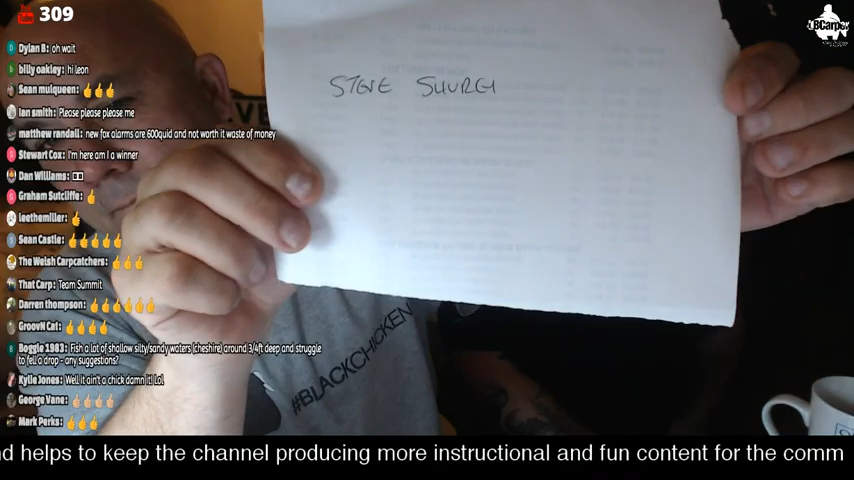 309
BCarper
Dylan B: oh wait
billy oakley: hi leon
Sean mulqueen:
STEVE SHURCH
Ian smith: Please please please me
matthew randall: new fox alarms are 600quid and not worth it waste of money
Stewart Cox: I'm here am I a winner
Dan Williams:
Graham Sutcliffe:
leethemiller:
Sean Castle:
The Welsh Carpcatchers:
That Carp: Team Summit
Darren thompson:
GroovN Cat:
Boggie 1983: Fish a lot of shallow silty/sandy waters (cheshire) around 3/4ft deep and struggle
to fell a drop - any suggestions?
#BLACKCHICKEN
Kylie Jones: Well it ain't a chick damn it! Lol
George Vane:
Mark Perks:
d helps to keep the channel producing more instructional and fun content for the comm